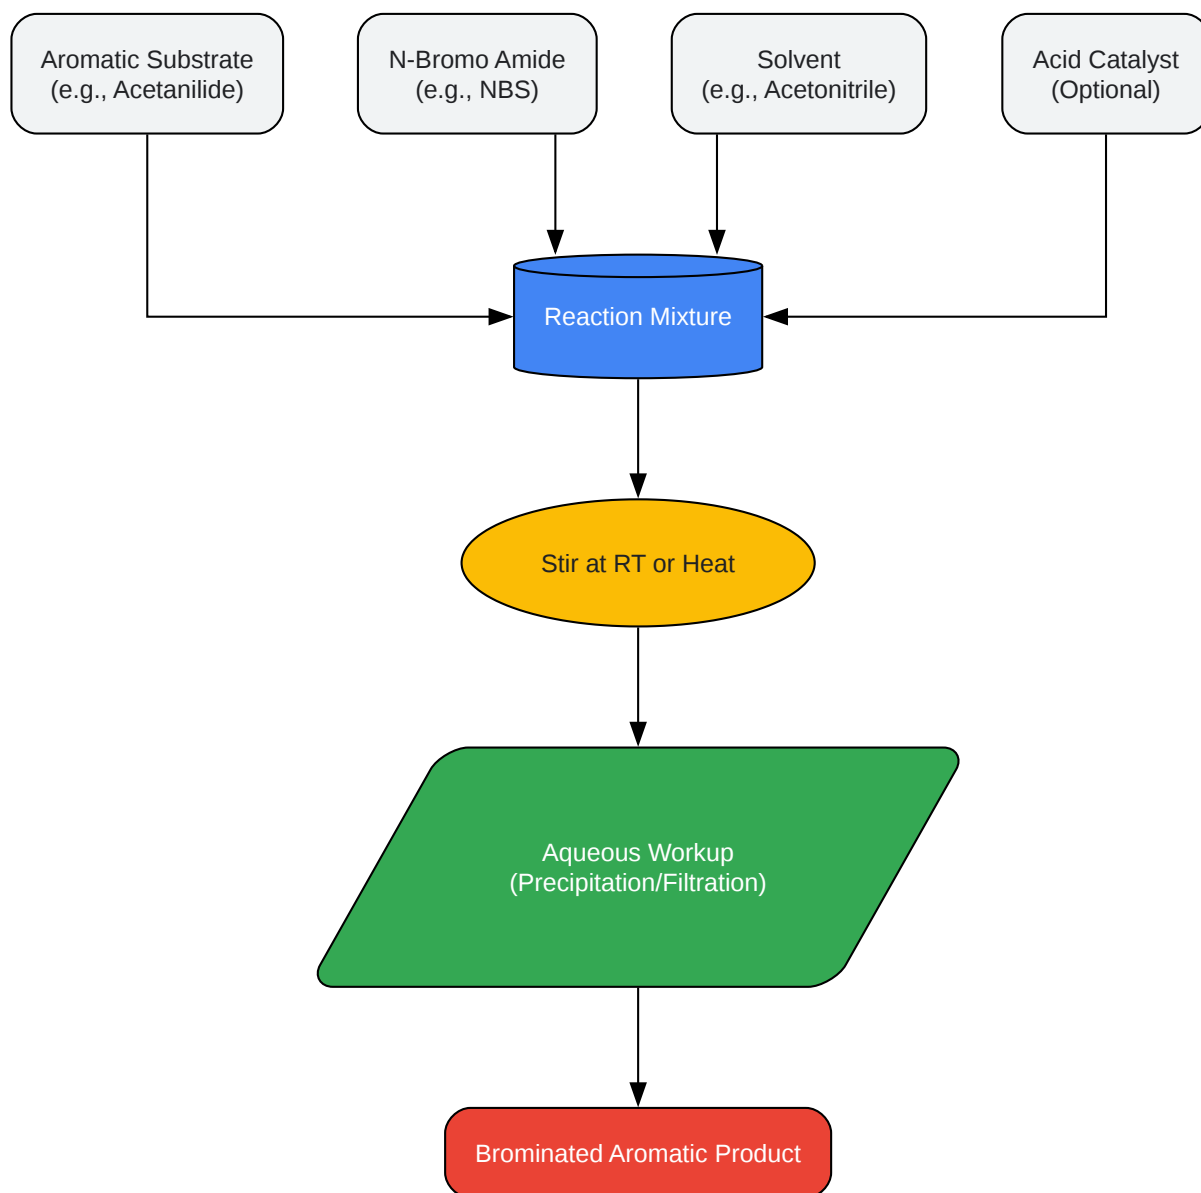 Aromatic Substrate
(e.g., Acetanilide)
N-Bromo Amide
(e.g., NBS)
Solvent
(e.g., Acetonitrile)
Acid Catalyst
(Optional)
Reaction Mixture
Stir at RT or Heat
Aqueous Workup
(Precipitation/Filtration)
Brominated Aromatic Product